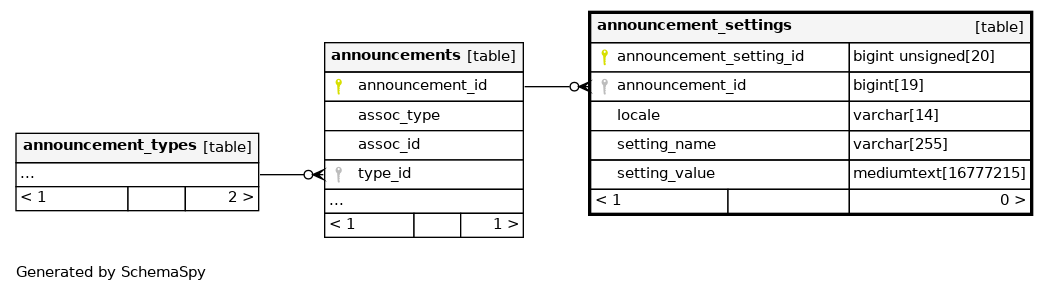 announcement_types [table]
...
< 1 2 >
announcements [table]
announcement_id
assoc_type
assoc_id
type_id
...
< 1 1 >
announcement_settings [table]
announcement_setting_id bigint unsigned[20]
announcement_id bigint[19]
locale varchar[14]
setting_name varchar[255]
setting_value mediumtext[16777215]
< 1 0 >
Generated by SchemaSpy